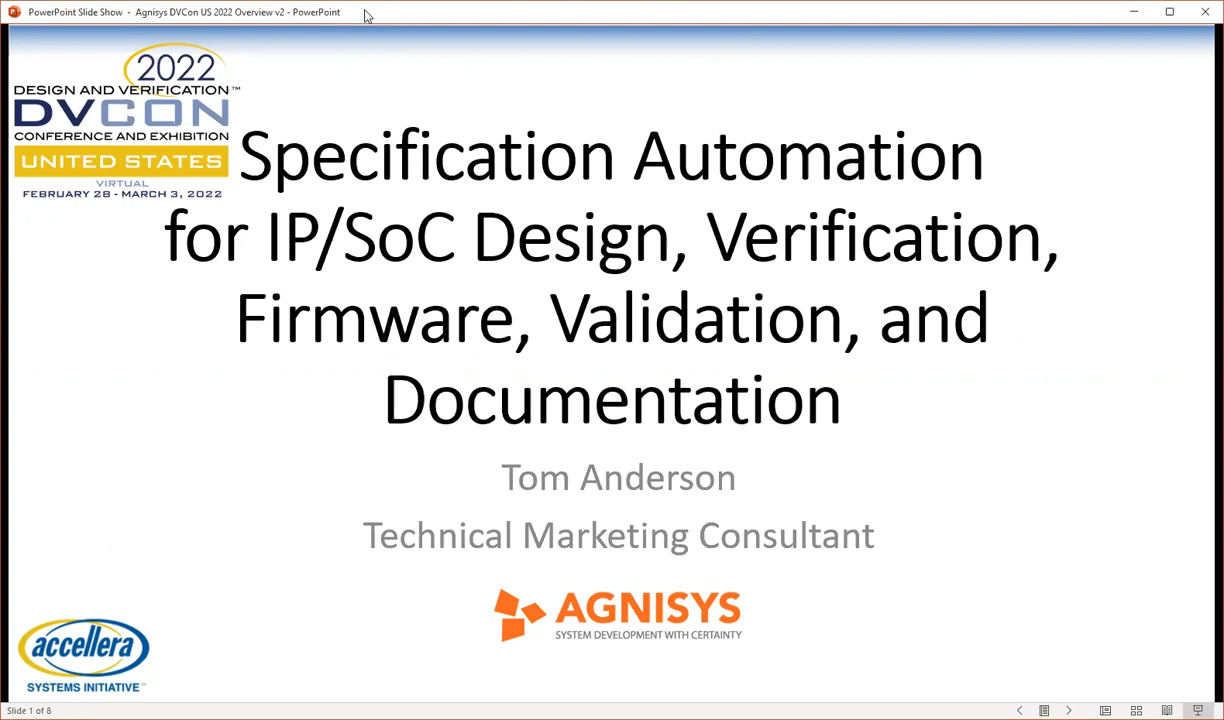 PowerPoint Slide Show - Agnisys DVCon US 2022 Overview v2 - PowerPoint
2022
DESIGN AND VERIFICATION™
DVCON
CONFERENCE AND EXHIBITION
UNITED STATES
VIRTUAL
FEBRUARY 28 - MARCH 3, 2022
Specification Automation
for IP/SoC Design, Verification,
Firmware, Validation, and
Documentation
Tom Anderson
Technical Marketing Consultant
AGNISYS
SYSTEM DEVELOPMENT WITH CERTAINTY
accellera
SYSTEMS INITIATIVE™
Slide 1 of 8